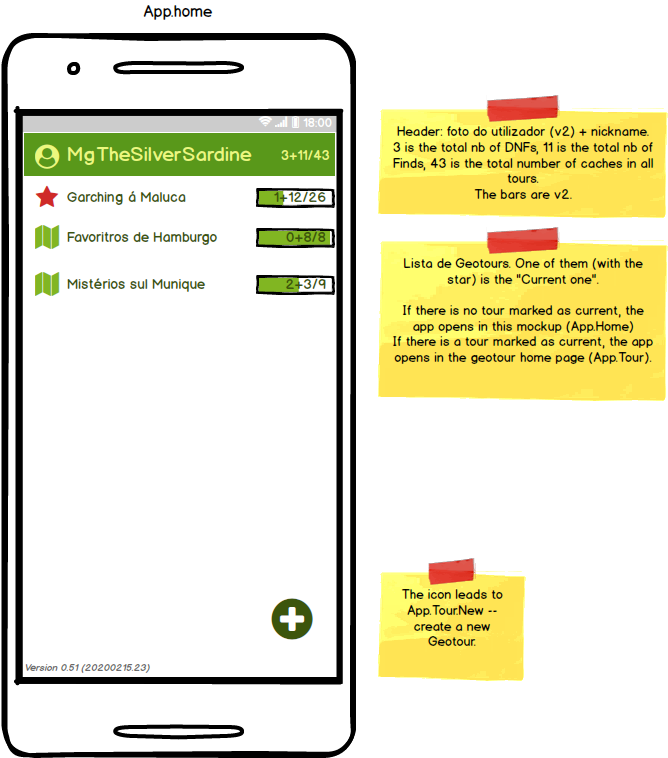 App.home
18:00
MgTheSilverSardine 3+11/43
Garching á Maluca 1+12/26
Favoritros de Hamburgo 0+8/8
Mistérios sul Munique 2+3/9
Version 0.51 (20200215.23)
Header: foto do utilizador (v2) + nickname.
3 is the total nb of DNFs, 11 is the total nb of
Finds, 43 is the total number of caches in all
tours.
The bars are v2.
Lista de Geotours. One of them (with the
star) is the "Current one".
If there is no tour marked as current, the
app opens in this mockup (App.Home)
If there is a tour marked as current, the app
opens in the geotour home page (App.Tour).
The icon leads to
App.Tour.New --
create a new
Geotour.